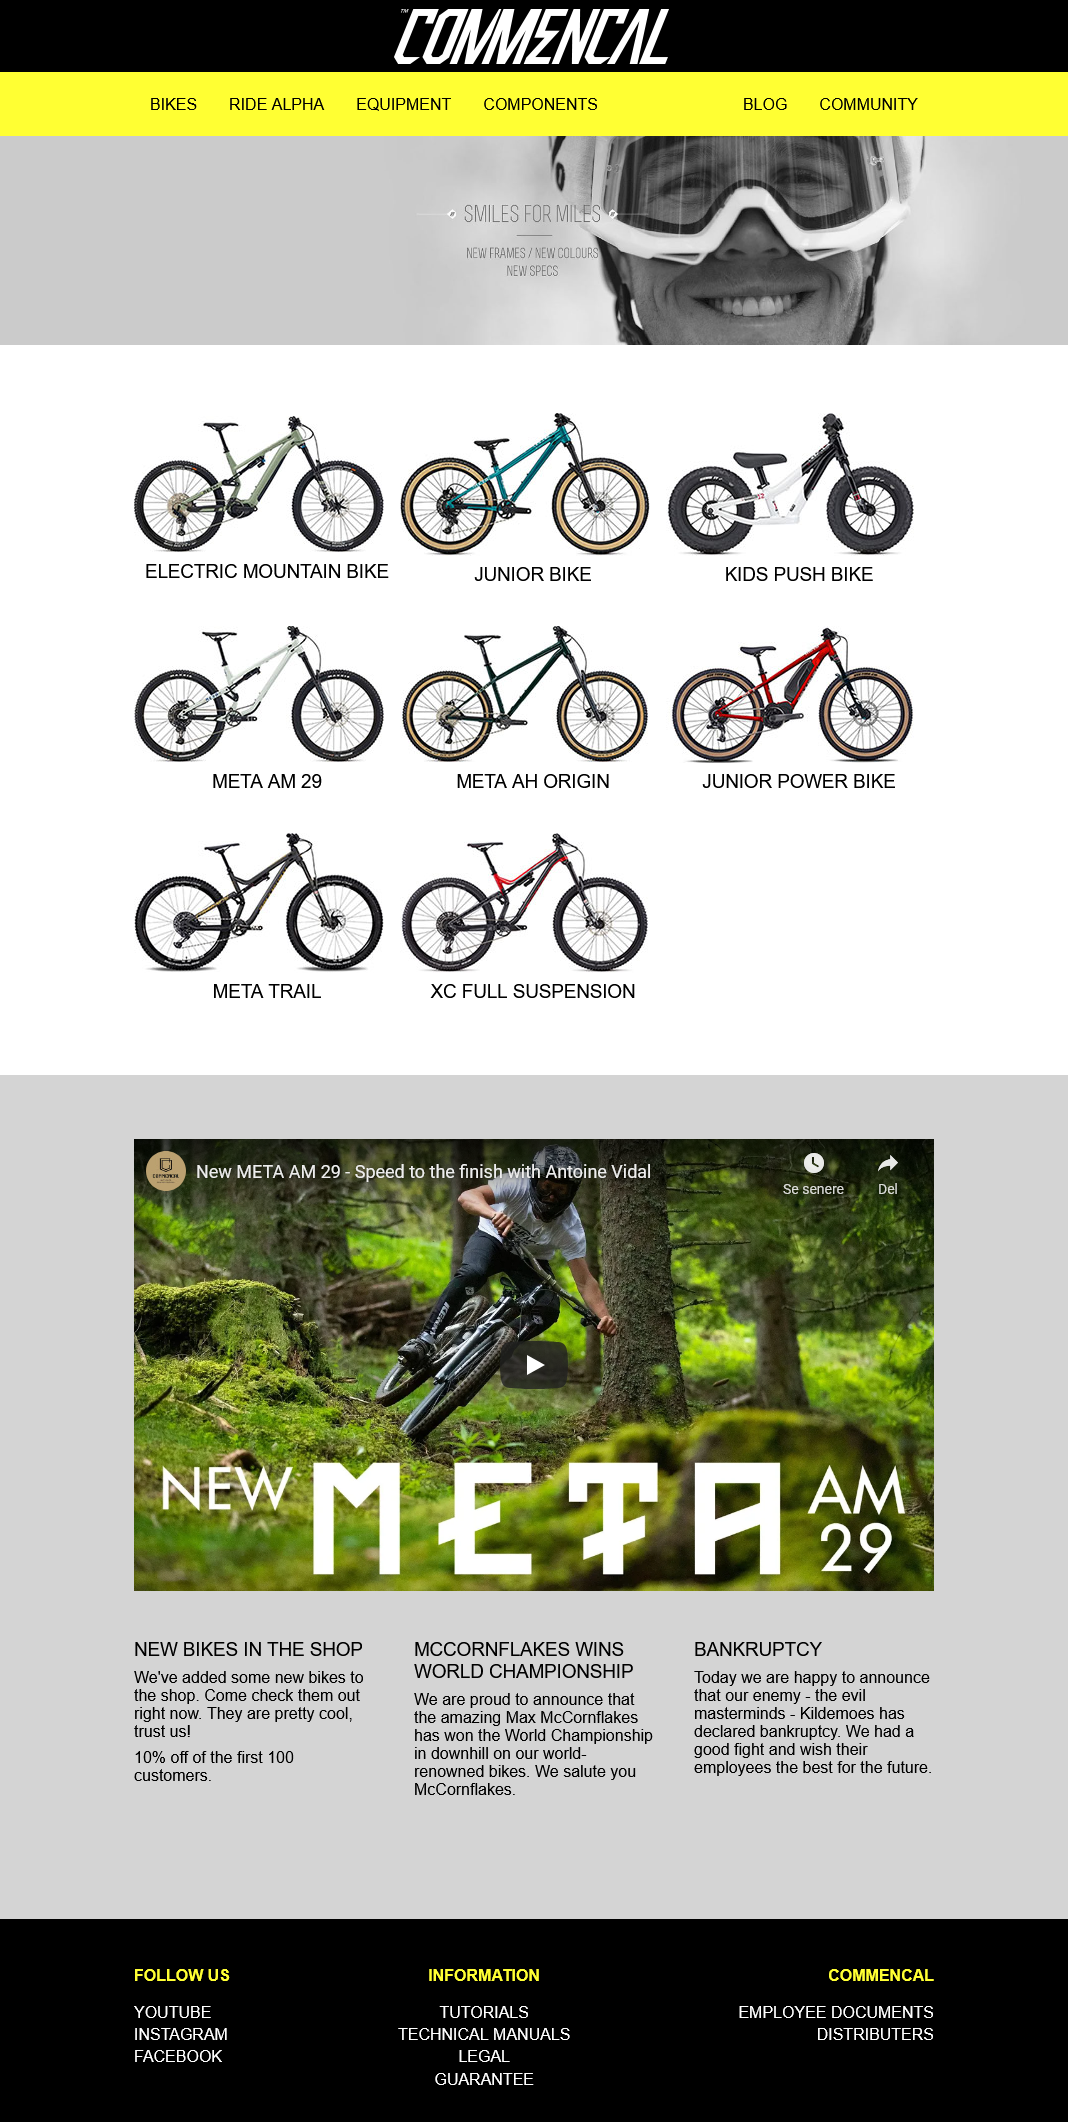 ™COMMENCAL
BIKES RIDE ALPHA EQUIPMENT COMPONENTS BLOG COMMUNITY
SMILES FOR MILES
NEW FRAMES / NEW COLOURS
NEW SPECS
ELECTRIC MOUNTAIN BIKE
JUNIOR BIKE
KIDS PUSH BIKE
META AM 29
META AH ORIGIN
JUNIOR POWER BIKE
META TRAIL
XC FULL SUSPENSION
New META AM 29 - Speed to the finish with Antoine Vidal
Se senere
Del
NEW META AM
29
NEW BIKES IN THE SHOP
We've added some new bikes to
the shop. Come check them out
right now. They are pretty cool,
trust us!
10% off of the first 100
customers.
MCCORNFLAKES WINS
WORLD CHAMPIONSHIP
We are proud to announce that
the amazing Max McCornflakes
has won the World Championship
in downhill on our world-
renowned bikes. We salute you
McCornflakes.
BANKRUPTCY
Today we are happy to announce
that our enemy - the evil
masterminds - Kildemoes has
declared bankruptcy. We had a
good fight and wish their
employees the best for the future.
FOLLOW US
YOUTUBE
INSTAGRAM
FACEBOOK
INFORMATION
TUTORIALS
TECHNICAL MANUALS
LEGAL
GUARANTEE
COMMENCAL
EMPLOYEE DOCUMENTS
DISTRIBUTERS